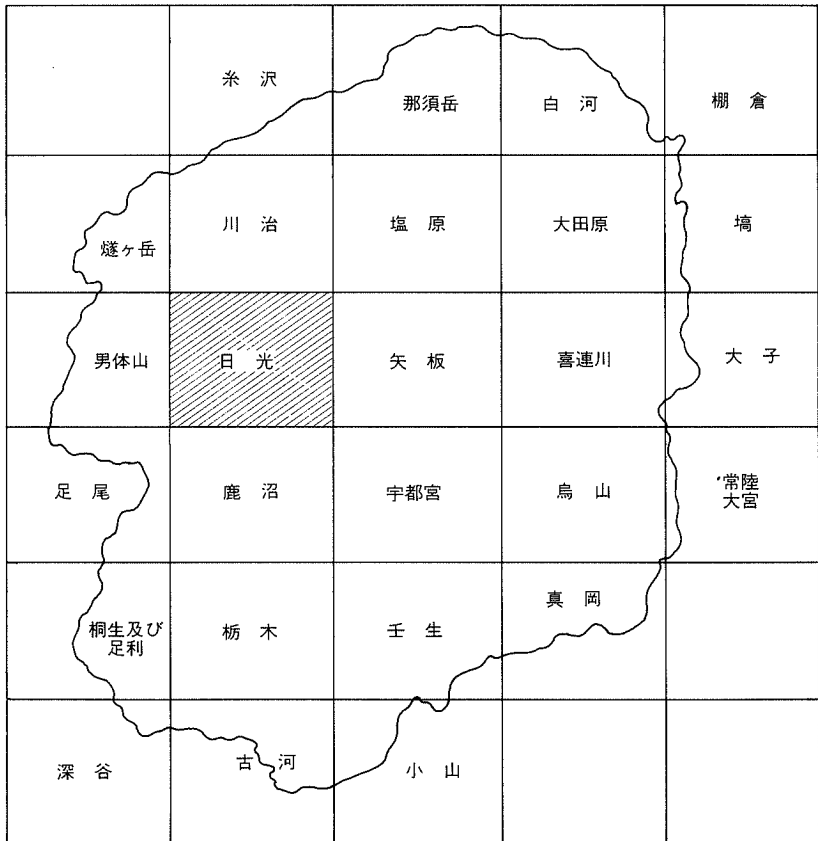 糸沢
那須岳
白河
棚倉
燧ヶ岳
川治
塩原
大田原
塙
男体山
日光
矢板
喜連川
大子
足尾
鹿沼
宇都宮
烏山
常陸
大宮
桐生及び
足利
栃木
壬生
真岡
深谷
古河
小山